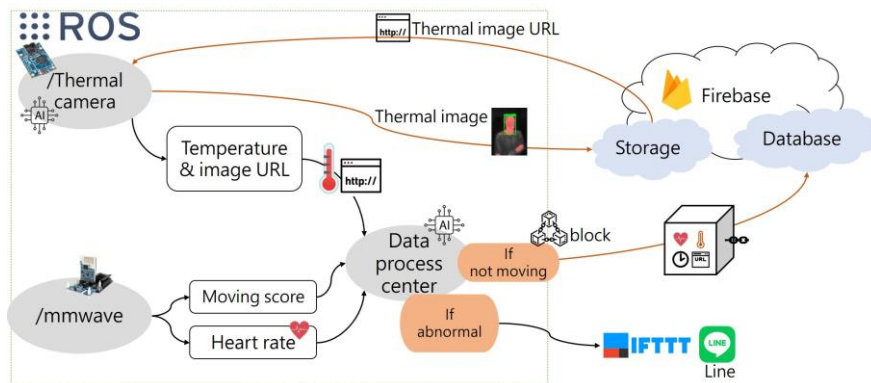 ROS
http://
Thermal image URL
/Thermal
camera
AI
Thermal image
Firebase
Storage
Database
Temperature
& image URL
http://
AI
Data
process
center
block
If
not moving
URL
/mmwave
Moving score
Heart rate
If
abnormal
IFTTT
LINE
Line